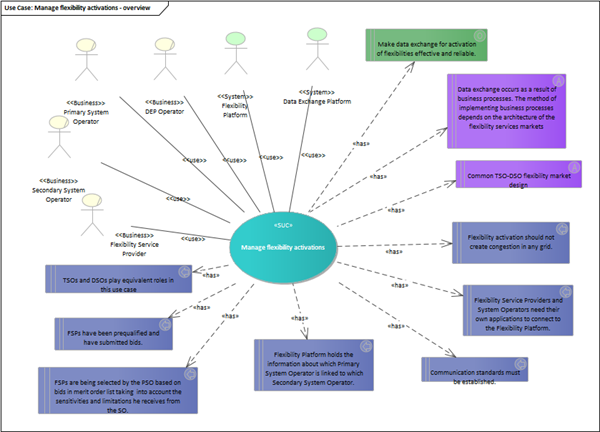 Use Case: Manage flexibility activations - overview
Make data exchange for activation
of flexibilities effective and reliable.
<<Business>>
Primary System
Operator
<<Business>>
DEP Operator
<<System>>
Flexibility
Platform
<<System>>
Data Exchange Platform
Data exchange occurs as a result of
business processes. The method of
implementing business processes
depends on the architecture of the
flexibility services markets
<<Business>>
Secondary System
Operator
Common TSO-DSO flexibility market
design
<<Business>>
Flexibility Service
Provider
«use»
«use»
«use»
«use»
«use»
«use»
«has»
«has»
«has»
«SUC»
Manage flexibility activations
«has»
Flexibility activation should not
create congestion in any grid.
TSOs and DSOs play equivalent roles in
this use case
«has»
«has»
Flexibility Service Providers and
System Operators need their
own applications to connect to
the Flexibility Platform.
FSPs have been prequalified and
have submitted bids.
«has»
«has»
«has»
«has»
FSPs are being selected by the PSO based on
bids in merit order list taking into account the
sensitivities and limitations he receives from
the SO.
Flexibility Platform holds the
information about which Primary
System Operator is linked to which
Secondary System Operator.
Communication standards must
be established.